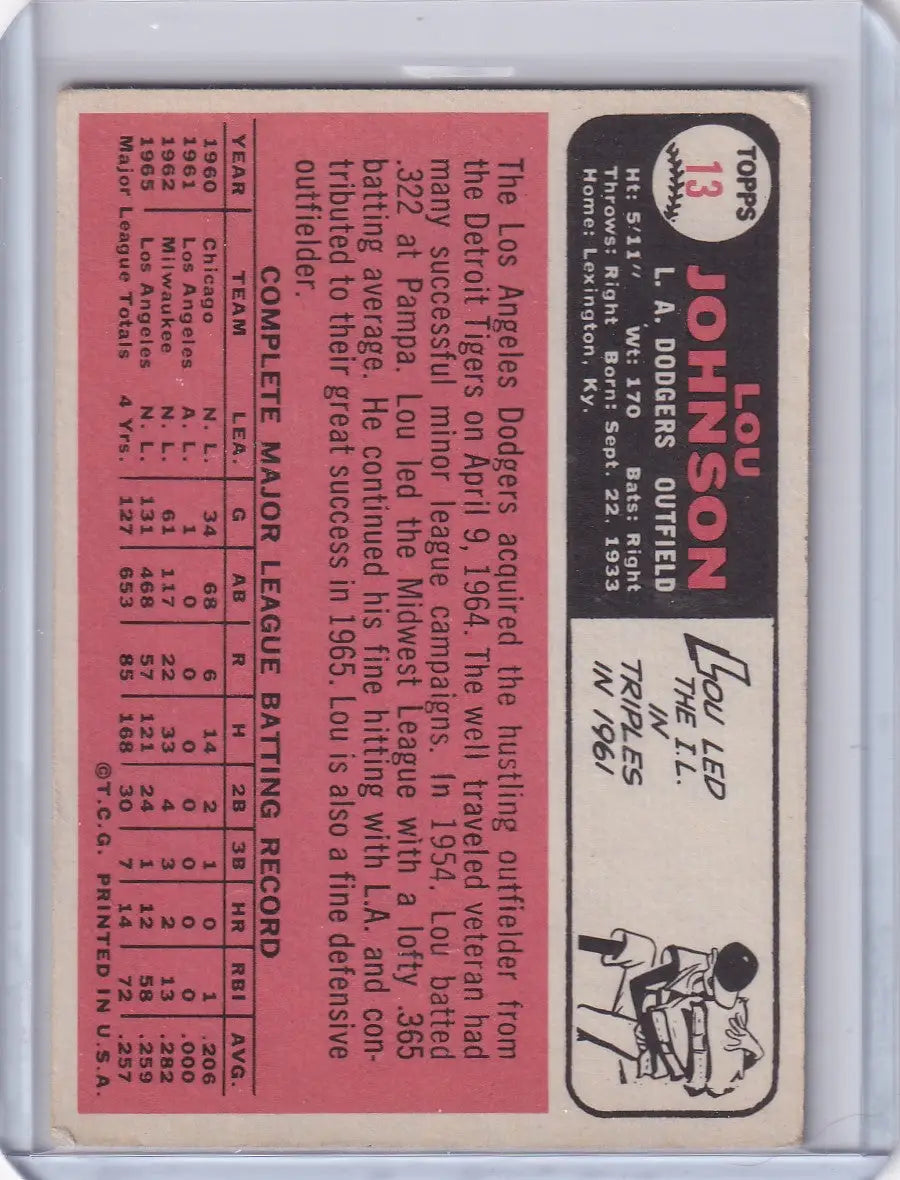 TOPPS
13
LOU
JOHNSON
L. A. DODGERS OUTFIELD
Ht: 5'11" Wt: 170 Bats: Right
Throws: Right Born: Sept. 22, 1933
Home: Lexington, Ky.
LOU LED
THE I.L.
IN
TRIPLES
IN 1961
The Los Angeles Dodgers acquired the hustling outfielder from
the Detroit Tigers on April 9, 1964. The well traveled veteran had
many successful minor league campaigns. In 1954, Lou batted
.322 at Pampa. Lou led the Midwest League with a lofty .365
batting average. He continued his fine hitting with L.A. and con-
tributed to their great success in 1965. Lou is also a fine defensive
outfielder.
COMPLETE MAJOR LEAGUE BATTING RECORD
YEAR TEAM LEA. G AB R H 2B 3B HR RBI AVG.
1960 Chicago N. L. 34 68 6 14 2 1 0 1 .206
1961 Los Angeles A. L. 1 0 0 0 0 0 0 0 .000
1962 Milwaukee N. L. 61 117 22 33 4 3 2 13 .282
1965 Los Angeles N. L. 131 468 57 121 24 1 12 58 .259
Major League Totals 4 Yrs. 127 653 85 168 30 7 14 72 .257
©T.C.G. PRINTED IN U.S.A.